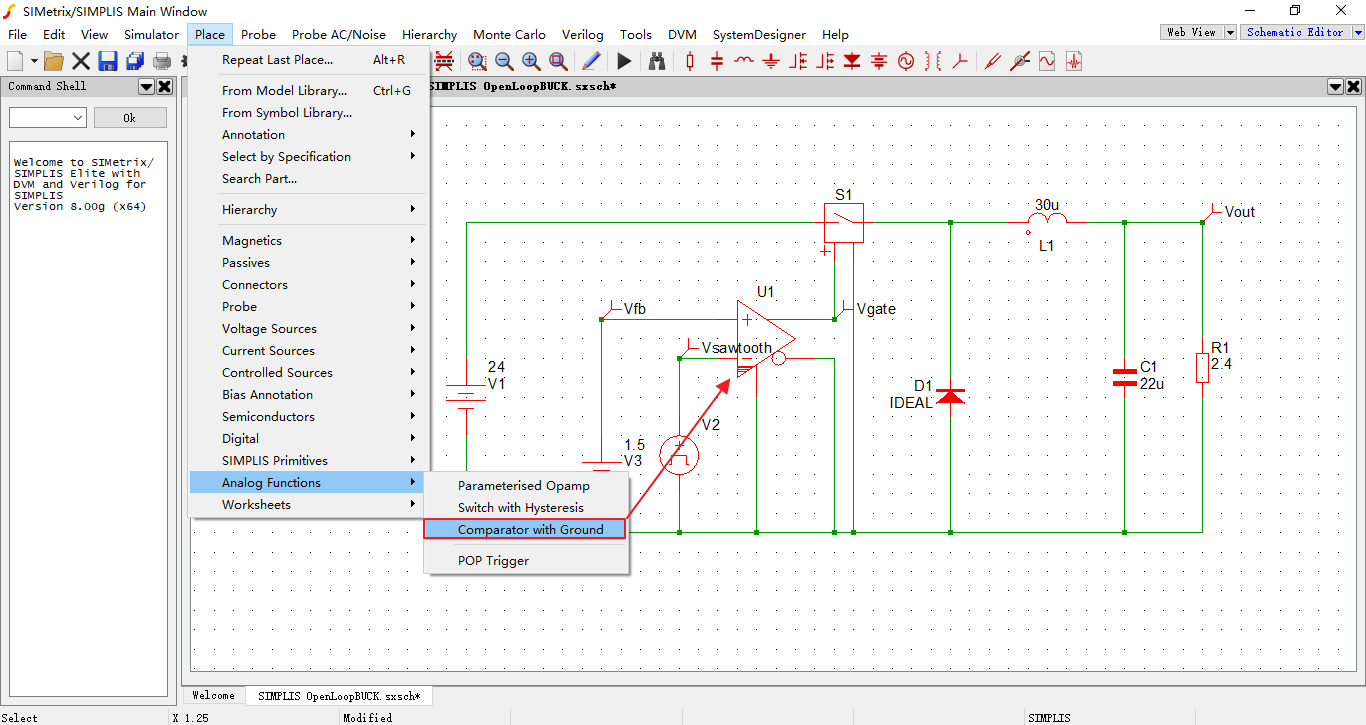 SIMetrix/SIMPLIS Main Window
File Edit View Simulator Place Probe Probe AC/Noise Hierarchy Monte Carlo Verilog Tools DVM SystemDesigner Help
Web View Schematic Editor
Command Shell
Ok
Welcome to SIMetrix/
SIMPLIS Elite with
DVM and Verilog for
SIMPLIS
Version 8.00g (x64)
Repeat Last Place... Alt+R
From Model Library... Ctrl+G
From Symbol Library...
Annotation
Select by Specification
Search Part...
Hierarchy
Magnetics
Passives
Connectors
Probe
Voltage Sources
Current Sources
Controlled Sources
Bias Annotation
Semiconductors
Digital
SIMPLIS Primitives
Analog Functions
Worksheets
Parameterised Opamp
Switch with Hysteresis
Comparator with Ground
POP Trigger
SIMPLIS OpenLoopBUCK.sxsch*
S1
30u
L1
Vout
U1
Vfb
Vgate
Vsawtooth
24
V1
R1
2.4
C1
22u
D1
IDEAL
V2
1.5
V3
Welcome SIMPLIS OpenLoopBUCK.sxsch*
Select X 1.25 Modified SIMPLIS